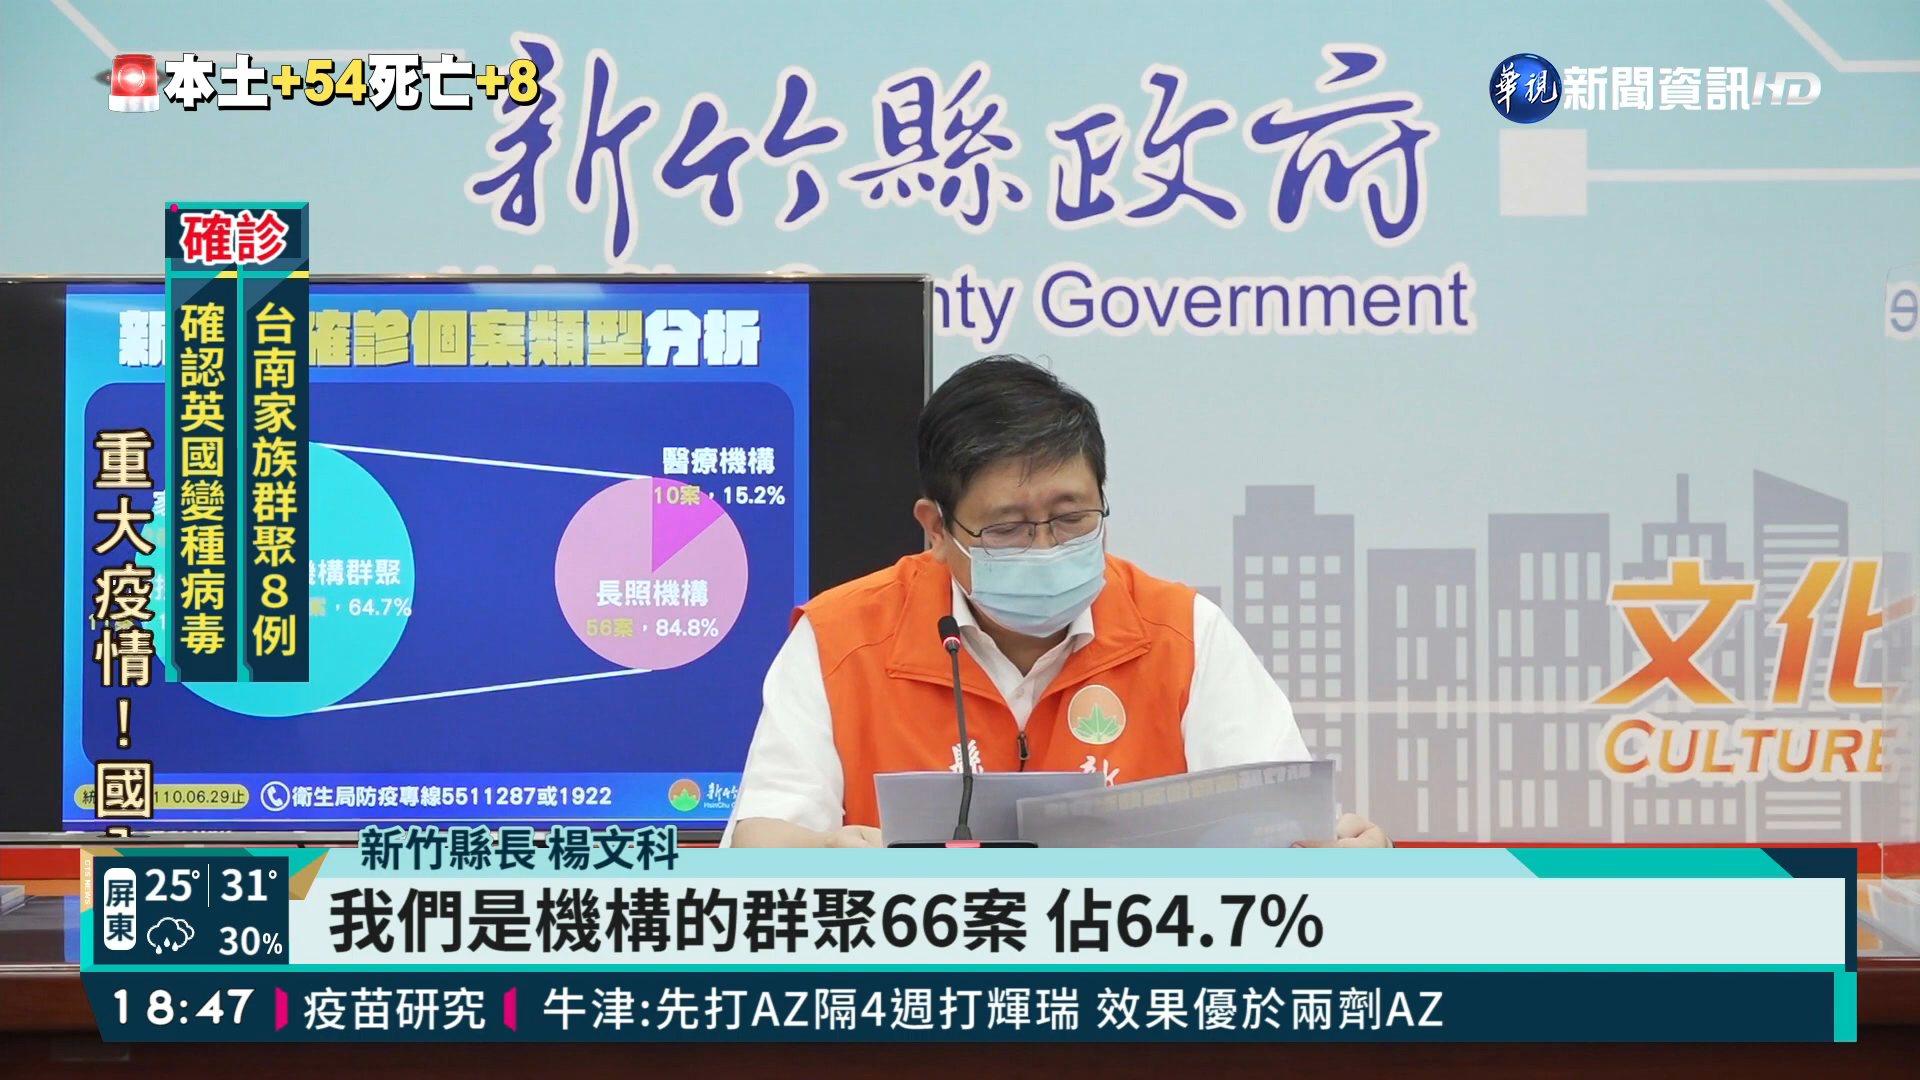 本土+54死亡+8
華視 新聞資訊HD
新竹縣政府
nty Government
確診
台南家族群聚8例
確認英國變種病毒
重大疫情!國
確診個案類型分析
醫療機構
10案,15.2%
長照機構
56案,84.8%
機構群聚
案,64.7%
110.06.29止
衛生局防疫專線5511287或1922
文化
CULTURE
新竹縣長 楊文科
我們是機構的群聚66案 佔64.7%
屏東
25° 31°
30%
18:47
疫苗研究
牛津:先打AZ隔4週打輝瑞 效果優於兩劑AZ